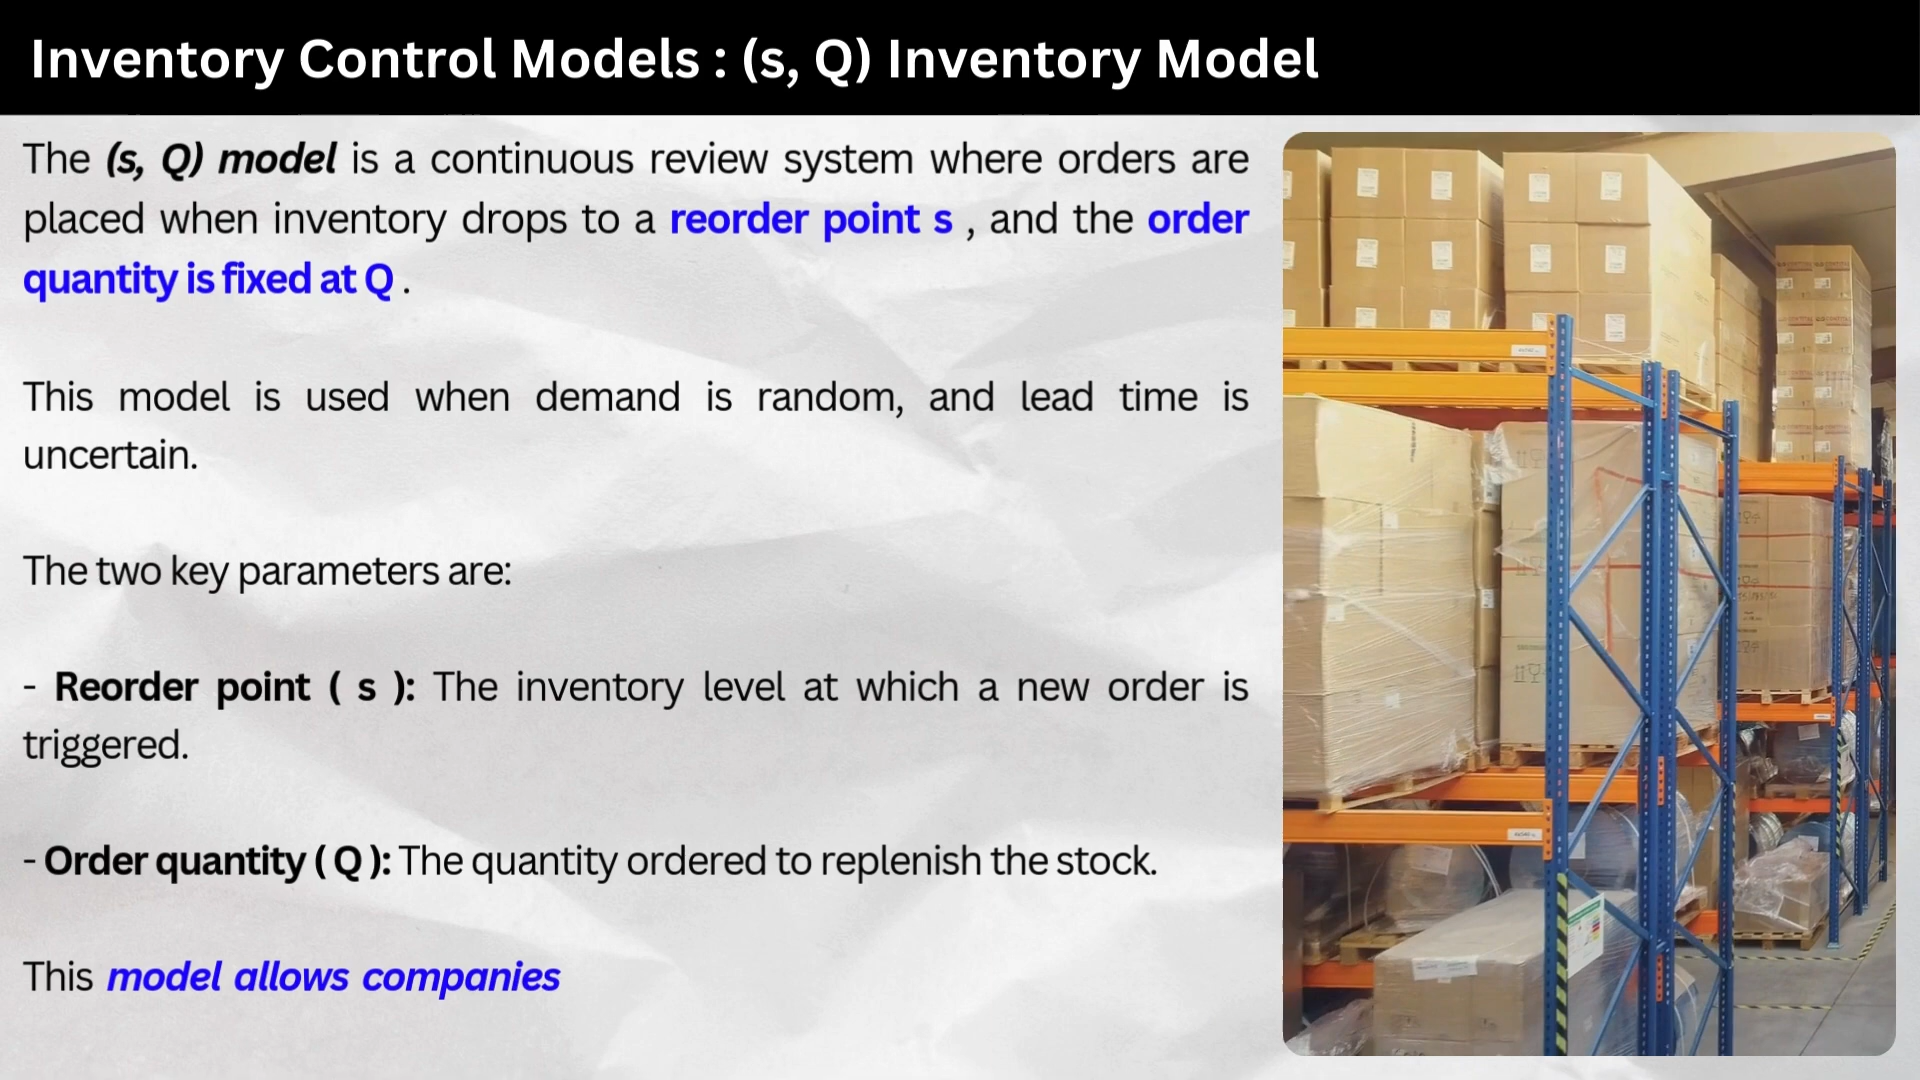 Inventory Control Models : (s, Q) Inventory Model
The (s, Q) model is a continuous review system where orders are
placed when inventory drops to a reorder point s , and the order
quantity is fixed at Q .
This model is used when demand is random, and lead time is
uncertain.
The two key parameters are:
- Reorder point ( s ): The inventory level at which a new order is
triggered.
- Order quantity ( Q ): The quantity ordered to replenish the stock.
This model allows companies